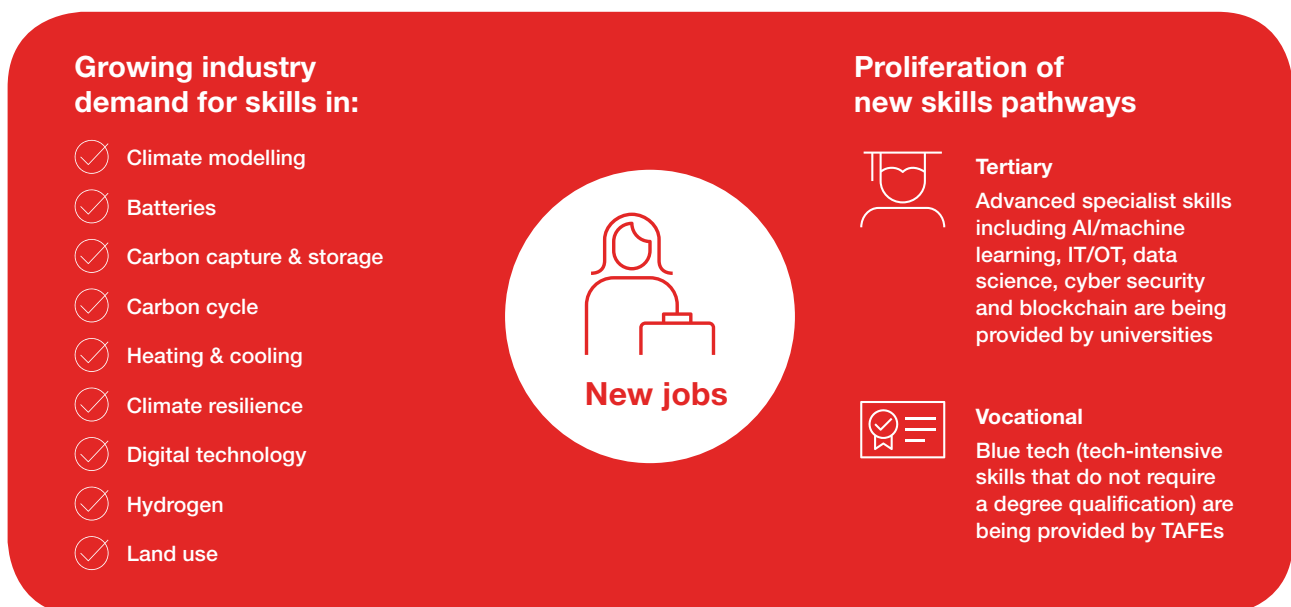 Growing industry
demand for skills in:
Climate modelling
Batteries
Carbon capture & storage
Carbon cycle
Heating & cooling
Climate resilience
Digital technology
Hydrogen
Land use
New jobs
Proliferation of
new skills pathways
Tertiary
Advanced specialist skills
including AI/machine
learning, IT/OT, data
science, cyber security
and blockchain are being
provided by universities
Vocational
Blue tech (tech-intensive
skills that do not require
a degree qualification) are
being provided by TAFEs